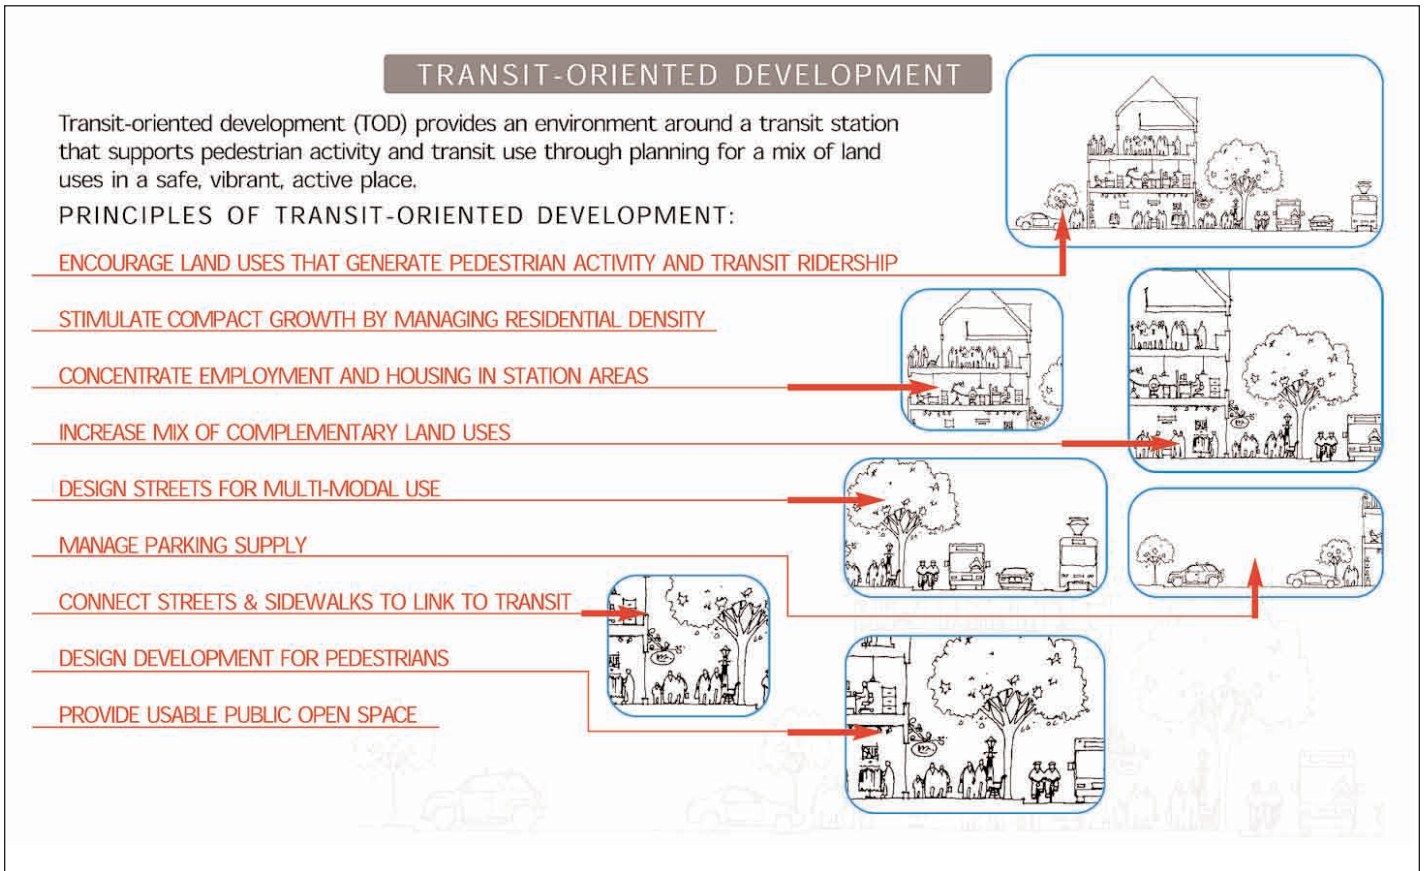 TRANSIT-ORIENTED DEVELOPMENT
Transit-oriented development (TOD) provides an environment around a transit station
that supports pedestrian activity and transit use through planning for a mix of land
uses in a safe, vibrant, active place.
PRINCIPLES OF TRANSIT-ORIENTED DEVELOPMENT:
ENCOURAGE LAND USES THAT GENERATE PEDESTRIAN ACTIVITY AND TRANSIT RIDERSHIP
STIMULATE COMPACT GROWTH BY MANAGING RESIDENTIAL DENSITY
CONCENTRATE EMPLOYMENT AND HOUSING IN STATION AREAS
INCREASE MIX OF COMPLEMENTARY LAND USES
DESIGN STREETS FOR MULTI-MODAL USE
MANAGE PARKING SUPPLY
CONNECT STREETS & SIDEWALKS TO LINK TO TRANSIT
DESIGN DEVELOPMENT FOR PEDESTRIANS
PROVIDE USABLE PUBLIC OPEN SPACE